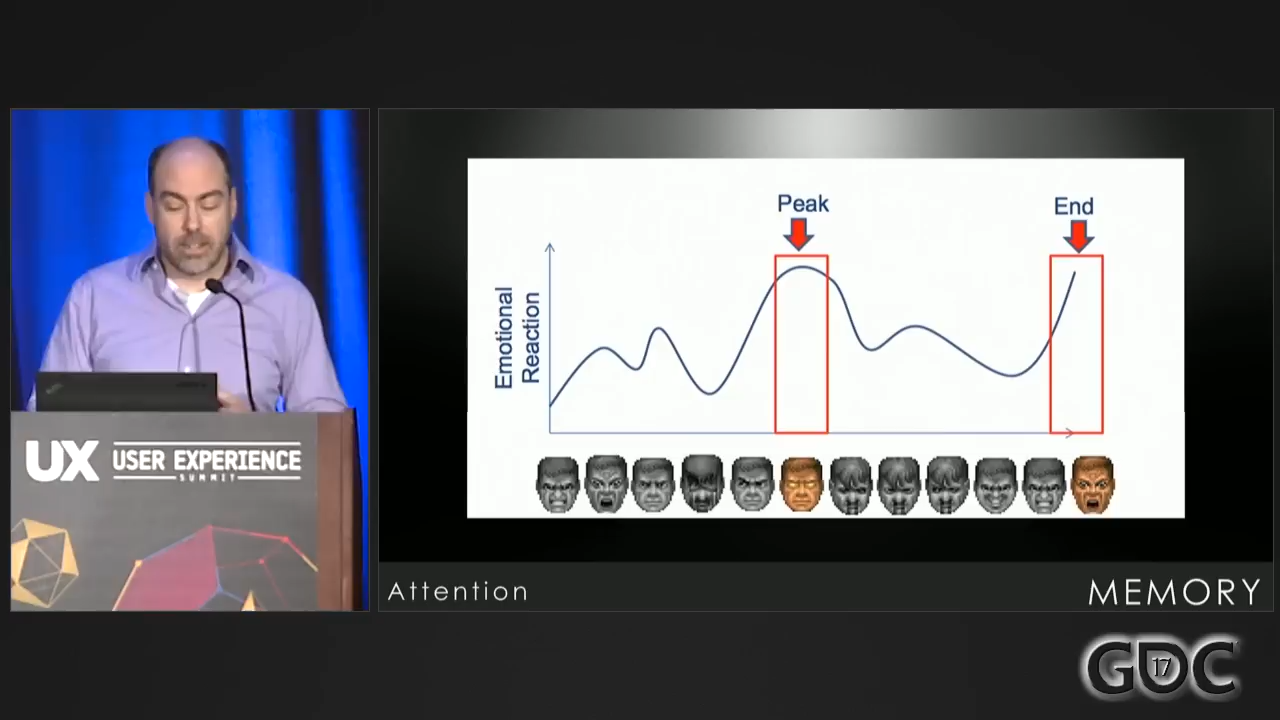 UX USER EXPERIENCE
SUMMIT
Peak
End
Emotional
Reaction
Attention
MEMORY
GDC
17